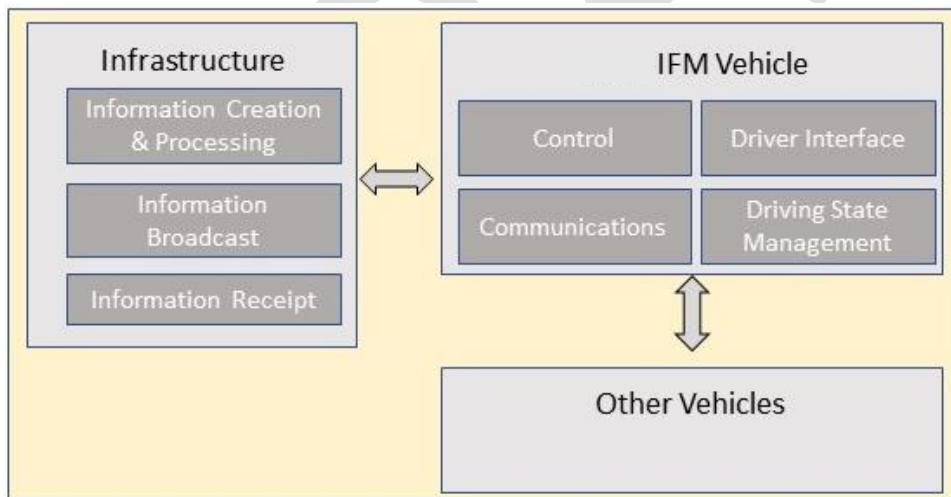 Infrastructure
Information Creation
& Processing
Information
Broadcast
Information Receipt
IFM Vehicle
Control
Driver Interface
Communications
Driving State
Management
Other Vehicles